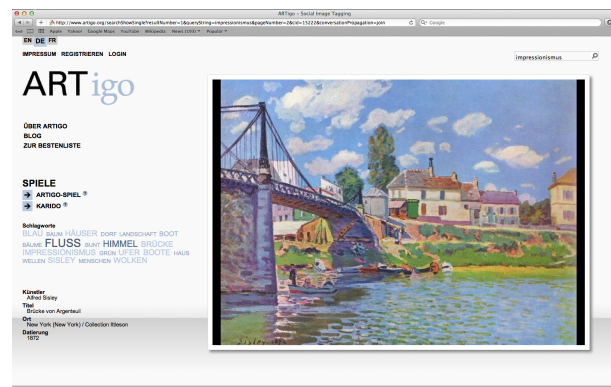 ARTigo – Social Image Tagging
http://www.artigo.org/searchShowSingle?resultNumber=1&queryString=impressionismus&pageNumber=2&cid=15222&conversationPropagation=join
Google
Apple Yahoo! Google Maps YouTube Wikipedia News Popular
EN DE FR
IMPRESSUM REGISTRIEREN LOGIN
impressionismus
ARTigo
ÜBER ARTIGO
BLOG
ZUR BESTENLISTE
SPIELE
ARTIGO-SPIEL ?
KARIDO ?
Schlagworte
BLAU BAUM HÄUSER DORF LANDSCHAFT BOOT
BÄUME FLUSS BUNT HIMMEL BRÜCKE
IMPRESSIONISMUS GRÜN UFER BOOTE HAUS
WELLEN SISLEY MENSCHEN WOLKEN
Künstler
Alfred Sisley
Titel
Brücke von Argenteuil
Ort
New York (New York) / Collection Ittleson
Datierung
1872